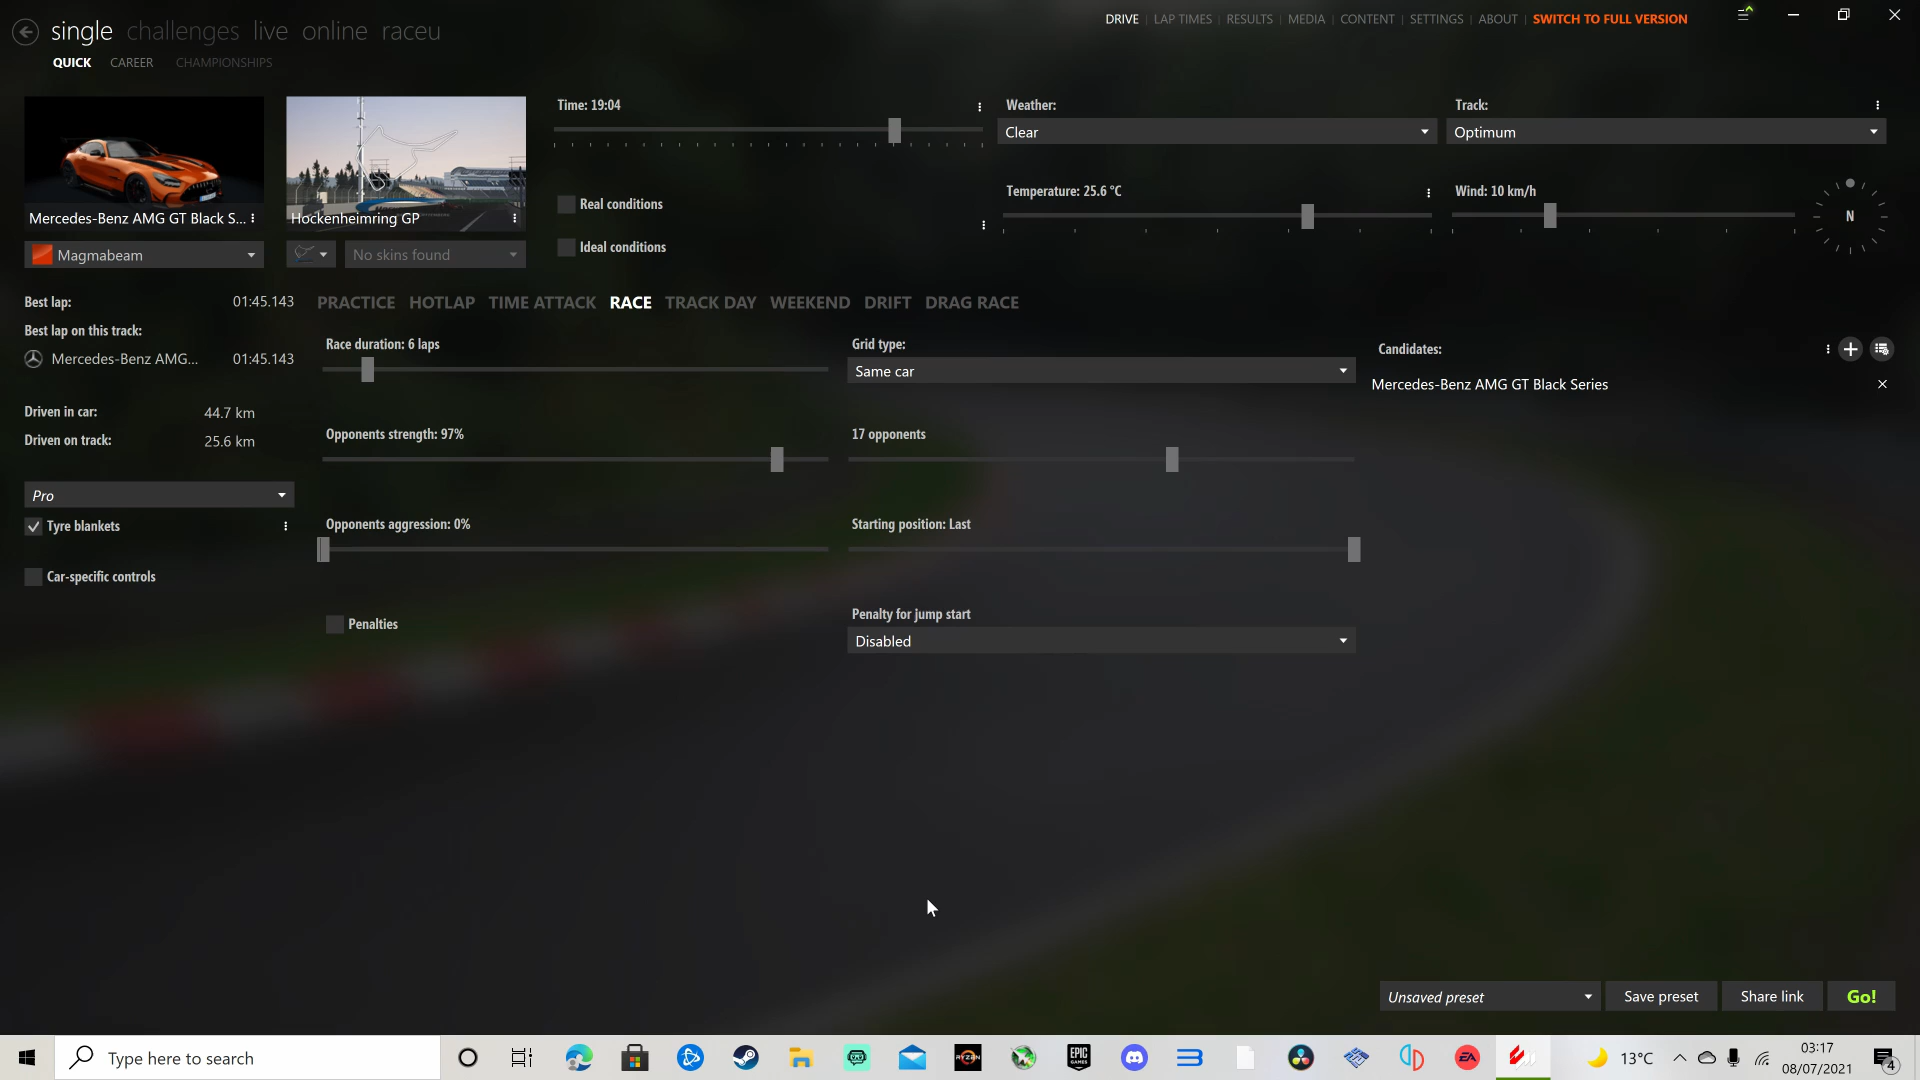 single challenges live online raceu
DRIVE LAP TIMES RESULTS MEDIA CONTENT SETTINGS ABOUT SWITCH TO FULL VERSION
QUICK CAREER CHAMPIONSHIPS
Mercedes-Benz AMG GT Black S...
Hockenheimring GP
Magmabeam
No skins found
Time: 19:04
Real conditions
Ideal conditions
Weather:
Clear
Track:
Optimum
Temperature: 25.6 °C
Wind: 10 km/h
N
Best lap: 01:45.143
Best lap on this track:
Mercedes-Benz AMG... 01:45.143
Driven in car: 44.7 km
Driven on track: 25.6 km
Pro
Tyre blankets
Car-specific controls
PRACTICE HOTLAP TIME ATTACK RACE TRACK DAY WEEKEND DRIFT DRAG RACE
Race duration: 6 laps
Opponents strength: 97%
Opponents aggression: 0%
Penalties
Grid type:
Same car
17 opponents
Starting position: Last
Penalty for jump start
Disabled
Candidates:
Mercedes-Benz AMG GT Black Series
Unsaved preset
Save preset
Share link
Go!
Type here to search
RYZEN
EPIC GAMES
EA
13°C
03:17
08/07/2021
4